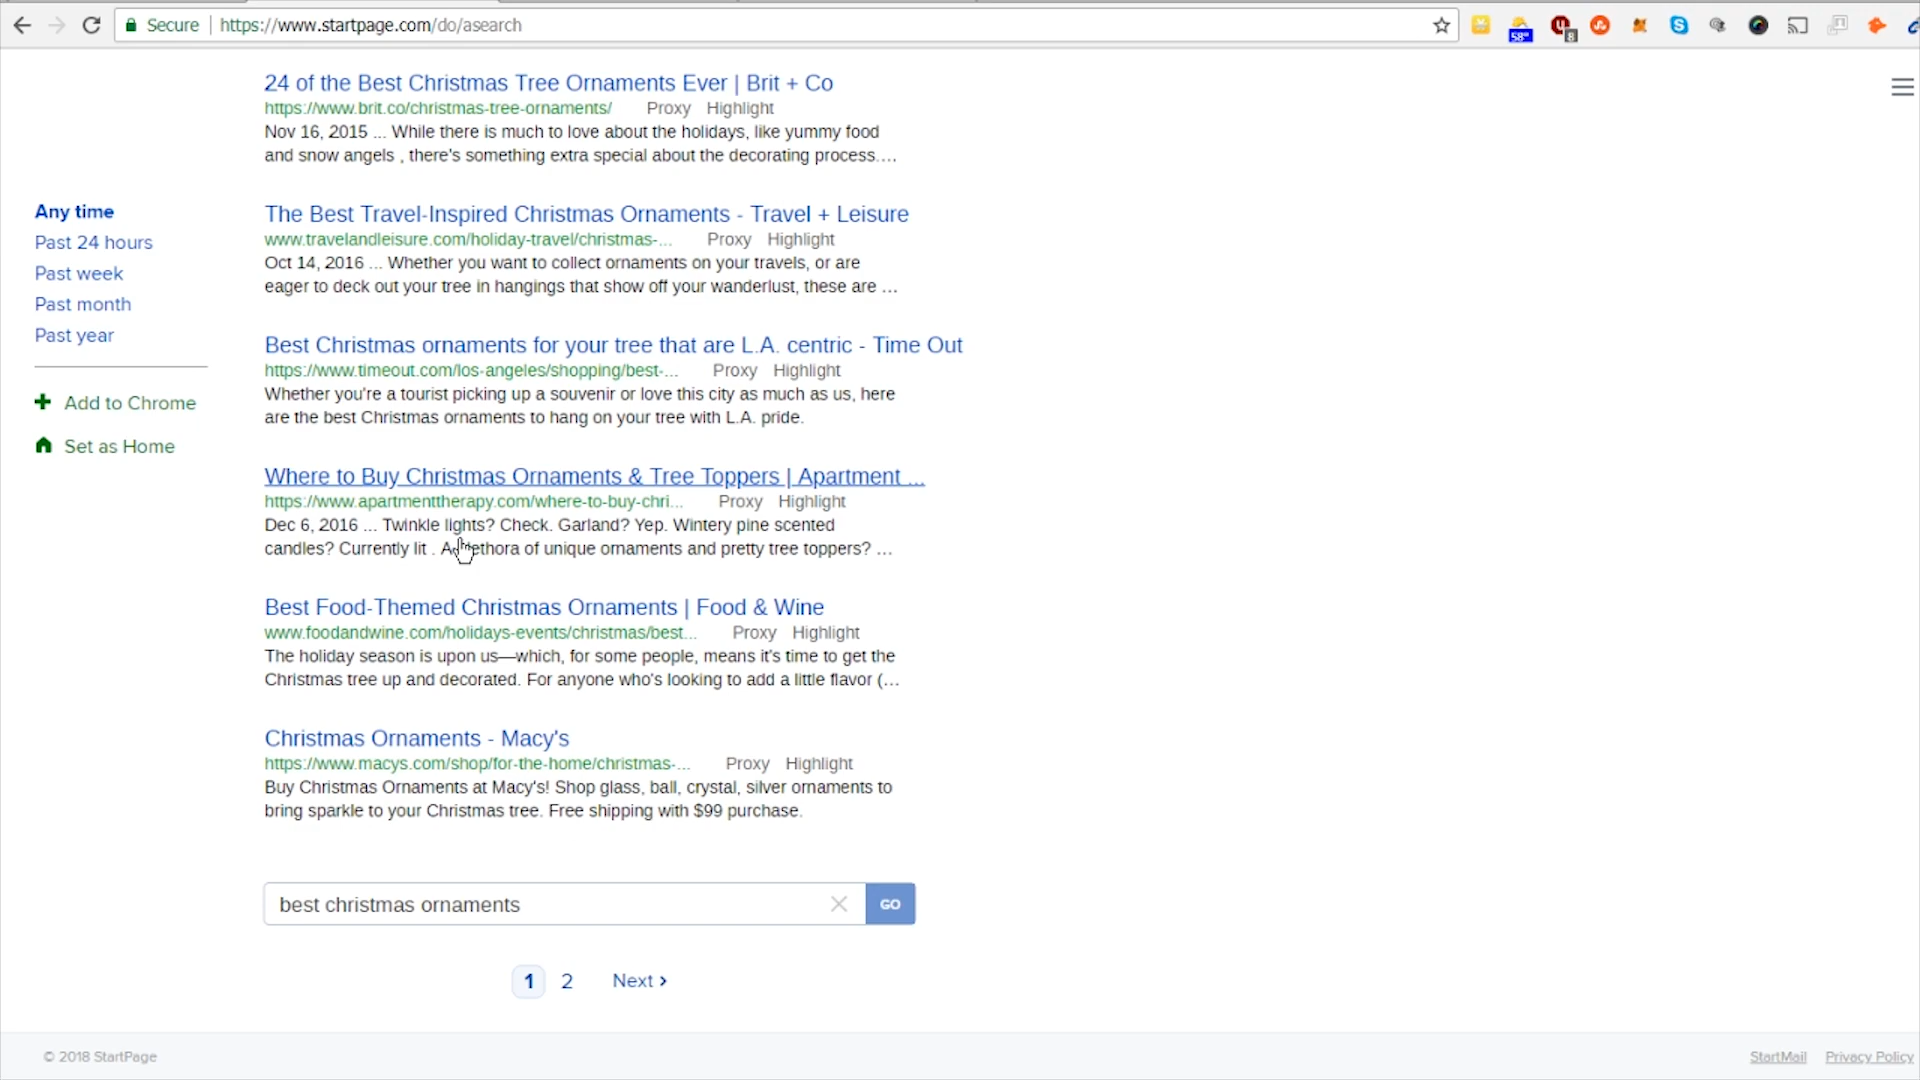 Secure
https://www.startpage.com/do/asearch
58°
8
24 of the Best Christmas Tree Ornaments Ever | Brit + Co
https://www.brit.co/christmas-tree-ornaments/ Proxy Highlight
Nov 16, 2015 ... While there is much to love about the holidays, like yummy food
and snow angels , there's something extra special about the decorating process....
Any time
Past 24 hours
Past week
Past month
Past year
Add to Chrome
Set as Home
The Best Travel-Inspired Christmas Ornaments - Travel + Leisure
www.travelandleisure.com/holiday-travel/christmas-... Proxy Highlight
Oct 14, 2016 ... Whether you want to collect ornaments on your travels, or are
eager to deck out your tree in hangings that show off your wanderlust, these are ...
Best Christmas ornaments for your tree that are L.A. centric - Time Out
https://www.timeout.com/los-angeles/shopping/best-... Proxy Highlight
Whether you're a tourist picking up a souvenir or love this city as much as us, here
are the best Christmas ornaments to hang on your tree with L.A. pride.
Where to Buy Christmas Ornaments & Tree Toppers | Apartment ...
https://www.apartmenttherapy.com/where-to-buy-chri... Proxy Highlight
Dec 6, 2016 ... Twinkle lights? Check. Garland? Yep. Wintery pine scented
candles? Currently lit . A plethora of unique ornaments and pretty tree toppers? ...
Best Food-Themed Christmas Ornaments | Food & Wine
www.foodandwine.com/holidays-events/christmas/best... Proxy Highlight
The holiday season is upon us—which, for some people, means it's time to get the
Christmas tree up and decorated. For anyone who's looking to add a little flavor (...
Christmas Ornaments - Macy's
https://www.macys.com/shop/for-the-home/christmas-... Proxy Highlight
Buy Christmas Ornaments at Macy's! Shop glass, ball, crystal, silver ornaments to
bring sparkle to your Christmas tree. Free shipping with $99 purchase.
best christmas ornaments
GO
1 2 Next >
© 2018 StartPage
StartMail Privacy Policy